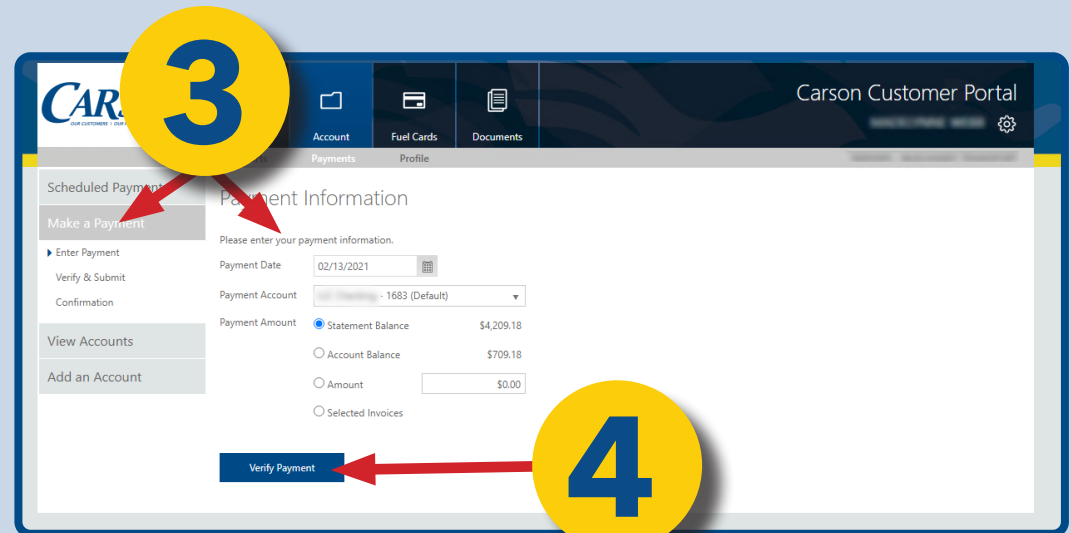 3
CARS
OUR CUSTOMERS
Carson Customer Portal
Account
Fuel Cards
Documents
Payments
Profile
Scheduled Payment
Make a Payment
Enter Payment
Verify & Submit
Confirmation
View Accounts
Add an Account
Payment Information
Please enter your payment information.
Payment Date 02/13/2021
Payment Account - 1683 (Default)
Payment Amount Statement Balance $4,209.18
Account Balance $709.18
Amount $0.00
Selected Invoices
Verify Payment
4